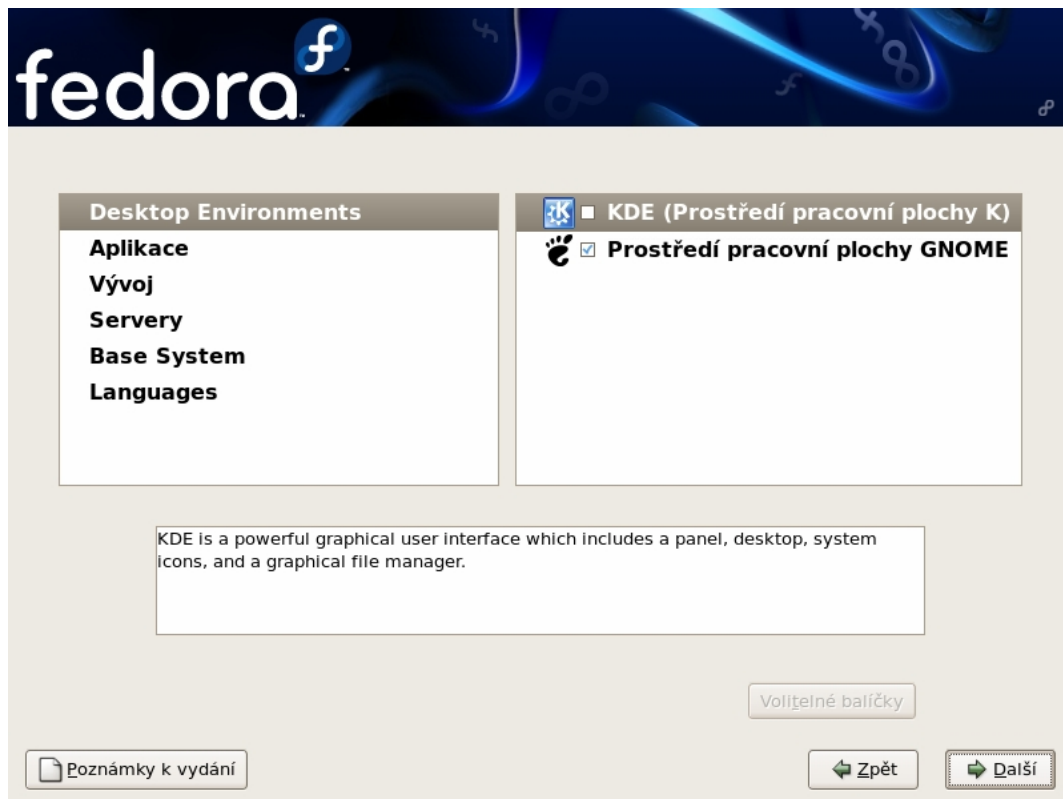 fedora
Desktop Environments
Aplikace
Vývoj
Servery
Base System
Languages
KDE (Prostředí pracovní plochy K)
Prostředí pracovní plochy GNOME
KDE is a powerful graphical user interface which includes a panel, desktop, system
icons, and a graphical file manager.
Volitelné balíčky
Poznámky k vydání
Zpět
Další